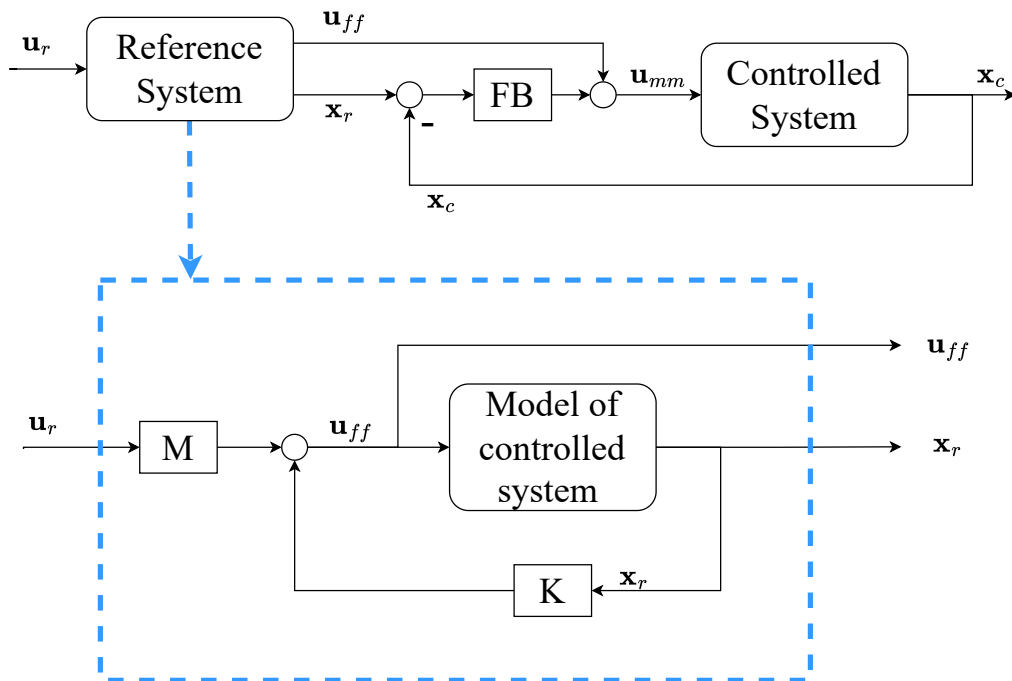 u_ff
u_r
Reference
System
x_r
-
FB
u_mm
Controlled
System
x_c
x_c
u_ff
u_r
M
u_ff
Model of
controlled
system
x_r
K
x_r